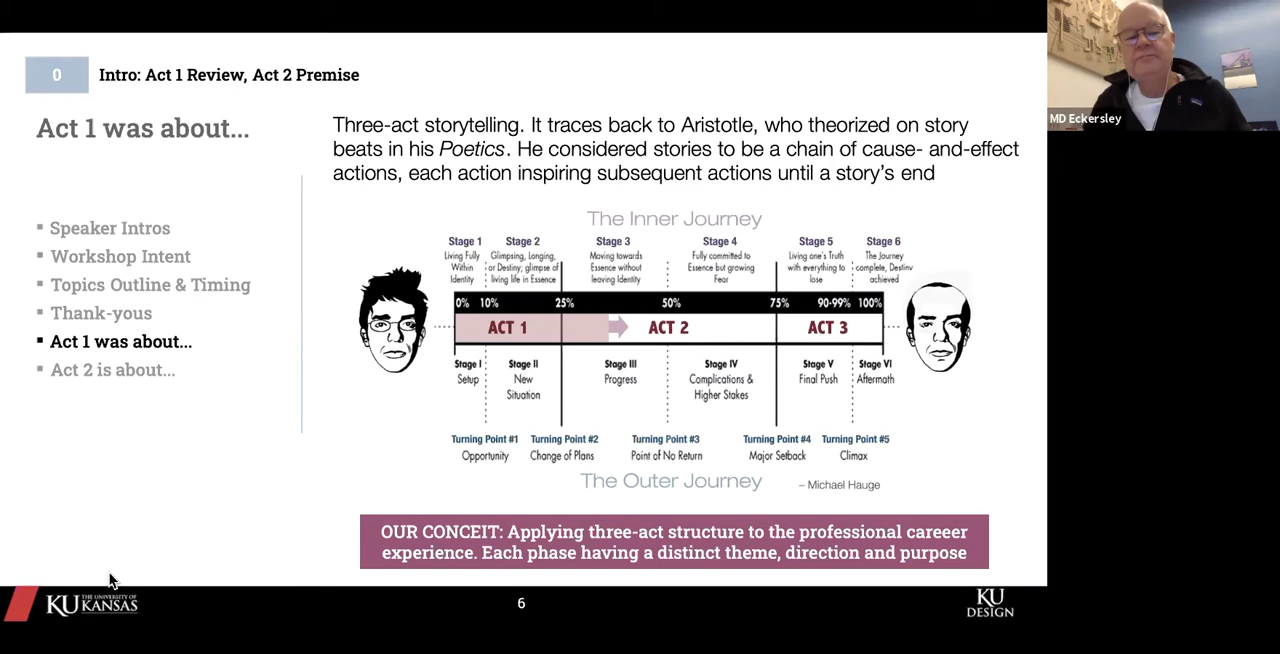 0
Intro: Act 1 Review, Act 2 Premise
Act 1 was about...
▪ Speaker Intros
▪ Workshop Intent
▪ Topics Outline & Timing
▪ Thank-yous
▪ Act 1 was about...
▪ Act 2 is about...
Three-act storytelling. It traces back to Aristotle, who theorized on story
beats in his Poetics. He considered stories to be a chain of cause- and-effect
actions, each action inspiring subsequent actions until a story's end
The Inner Journey
Stage 1
Living Fully
Within
Identity
Stage 2
Glimpsing, Longing,
or Destiny; glimpse of
living life in Essence
Stage 3
Moving towards
Essence without
leaving Identity
Stage 4
Fully committed to
Essence but growing
Fear
Stage 5
Living one's Truth
with everything to
lose
Stage 6
The Journey
complete, Destiny
achieved
0% 10% 25% 50% 75% 90-99% 100%
ACT 1 ACT 2 ACT 3
Stage I
Setup
Stage II
New
Situation
Stage III
Progress
Stage IV
Complications &
Higher Stakes
Stage V
Final Push
Stage VI
Aftermath
Turning Point #1
Opportunity
Turning Point #2
Change of Plans
Turning Point #3
Point of No Return
Turning Point #4
Major Setback
Turning Point #5
Climax
The Outer Journey
– Michael Hauge
OUR CONCEIT: Applying three-act structure to the professional careeer
experience. Each phase having a distinct theme, direction and purpose
KU THE UNIVERSITY OF
KANSAS
6
KU
DESIGN
MD Eckersley